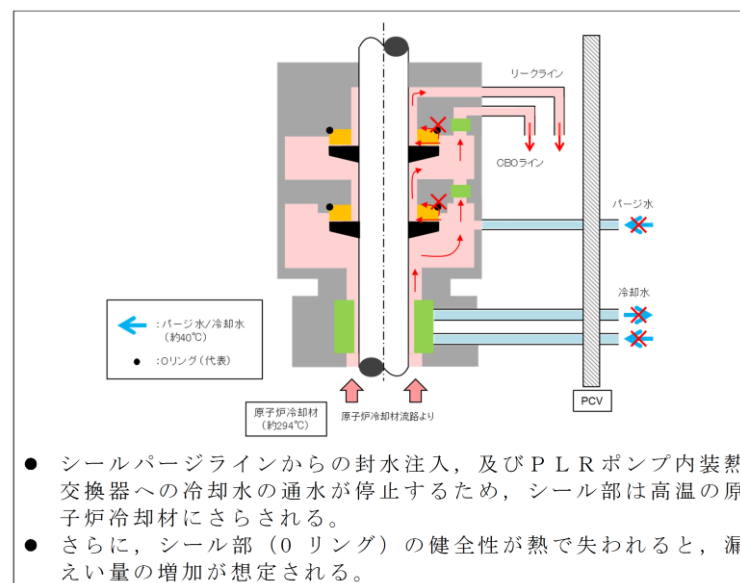 リークライン
CBOライン
パージ水
冷却水
:パージ水/冷却水
(約40℃)
:Oリング(代表)
PCV
原子炉冷却材
(約294℃)
原子炉冷却材流路より
● シールパージラインからの封水注入，及びＰＬＲポンプ内装熱
交換器への冷却水の通水が停止するため，シール部は高温の原
子炉冷却材にさらされる。
● さらに，シール部（O リング）の健全性が熱で失われると，漏
えい量の増加が想定される。